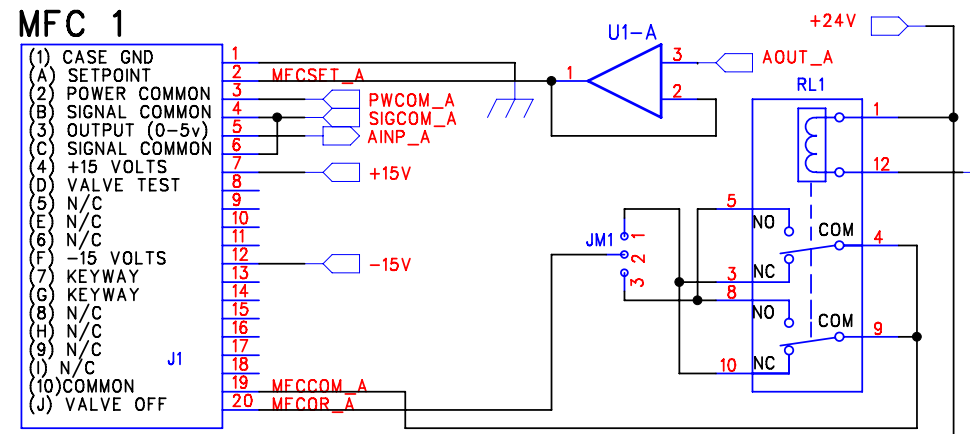 MFC 1
+24V
U1-A
(1) CASE GND 1
3 AOUT_A
(A) SETPOINT 2 MFCSET_A
1
RL1
(2) POWER COMMON 3 PWCOM_A
2
(B) SIGNAL COMMON 4 SIGCOM_A
1
(3) OUTPUT (0-5v) 5 AINP_A
(C) SIGNAL COMMON 6
(4) +15 VOLTS 7 +15V
12
(D) VALVE TEST 8
(5) N/C 9
5
(E) N/C 10
NO
COM
(6) N/C 11
JM1 1 2 3
4
(F) -15 VOLTS 12 -15V
(7) KEYWAY 13
3 NC
(G) KEYWAY 14
8
(8) N/C 15
NO
COM
(H) N/C 16
9
(9) N/C 17
J1
(I) N/C 18
10 NC
(10)COMMON 19 MFCCOM_A
(J) VALVE OFF 20 MFCOR_A